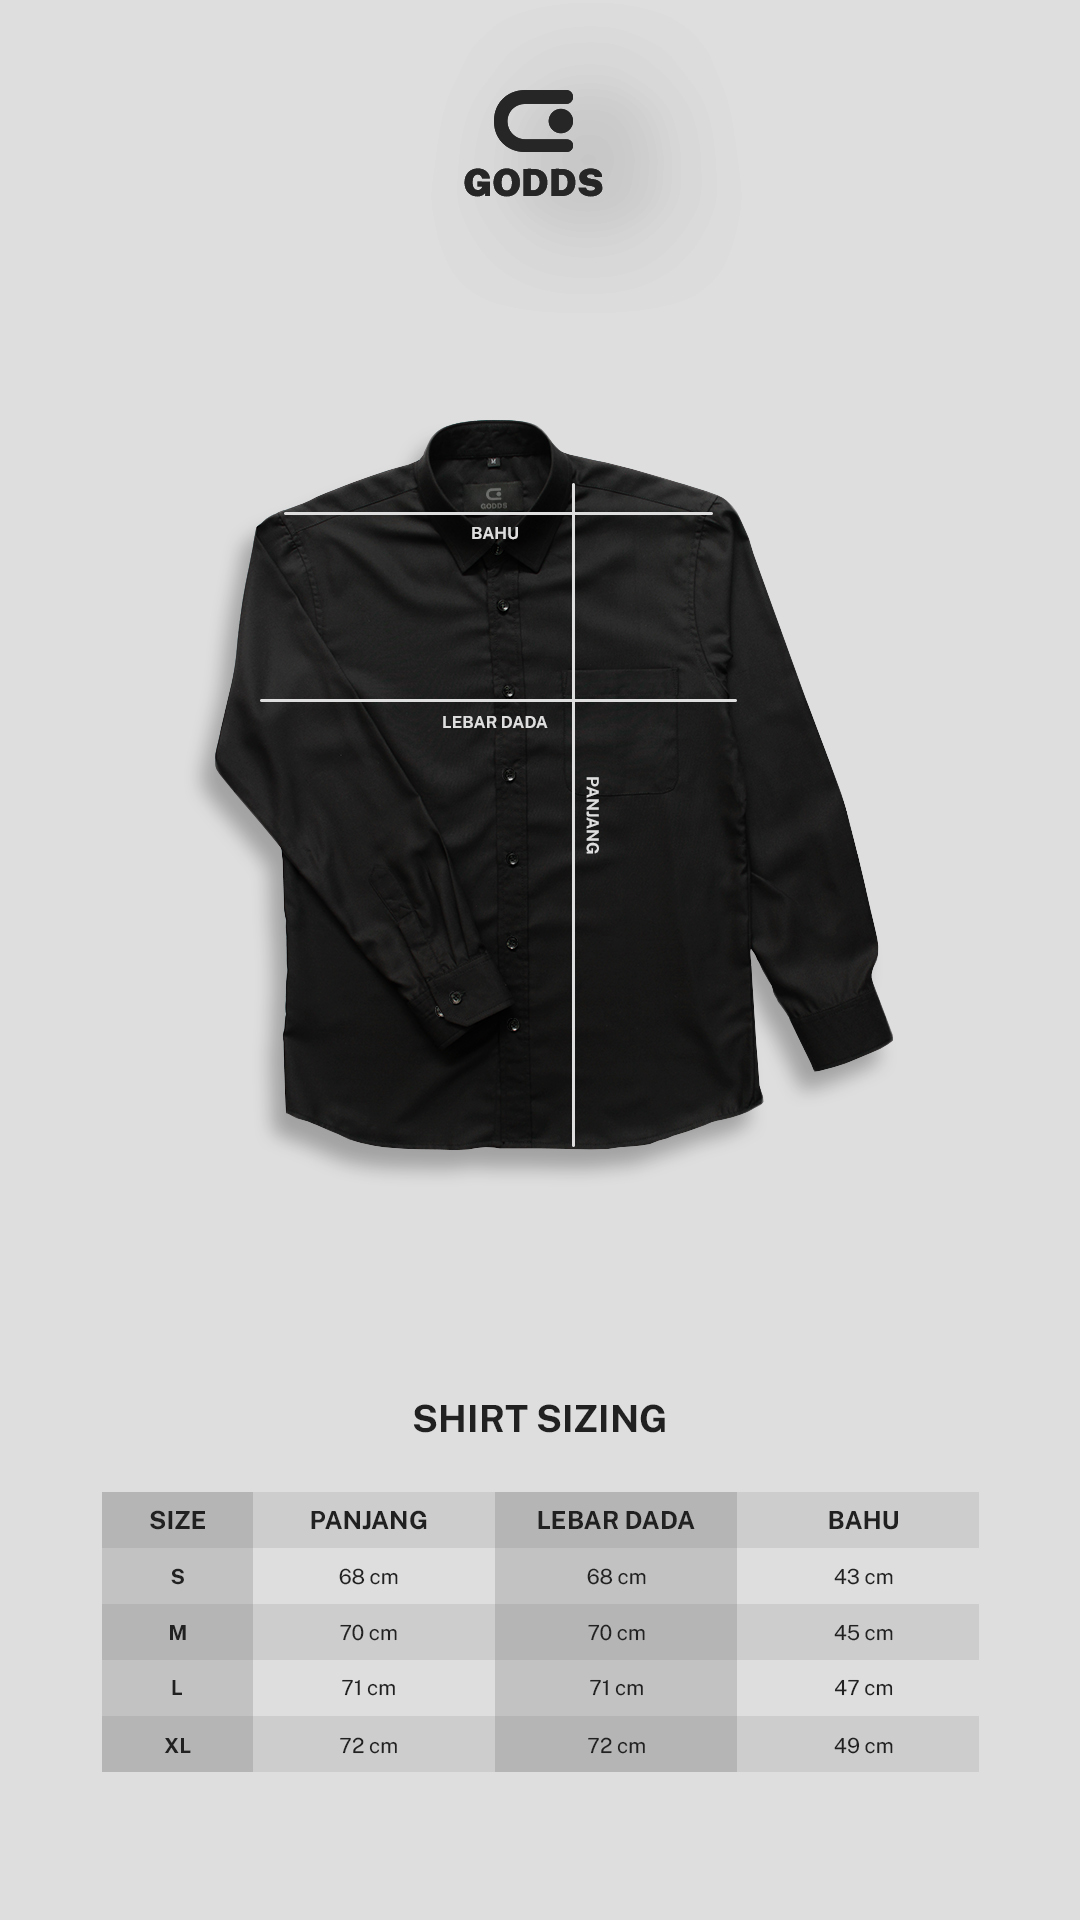 GODDS
M
GODDS
BAHU
LEBAR DADA
PANJANG
SHIRT SIZING
SIZE PANJANG LEBAR DADA BAHU
S 68 cm 68 cm 43 cm
M 70 cm 70 cm 45 cm
L 71 cm 71 cm 47 cm
XL 72 cm 72 cm 49 cm